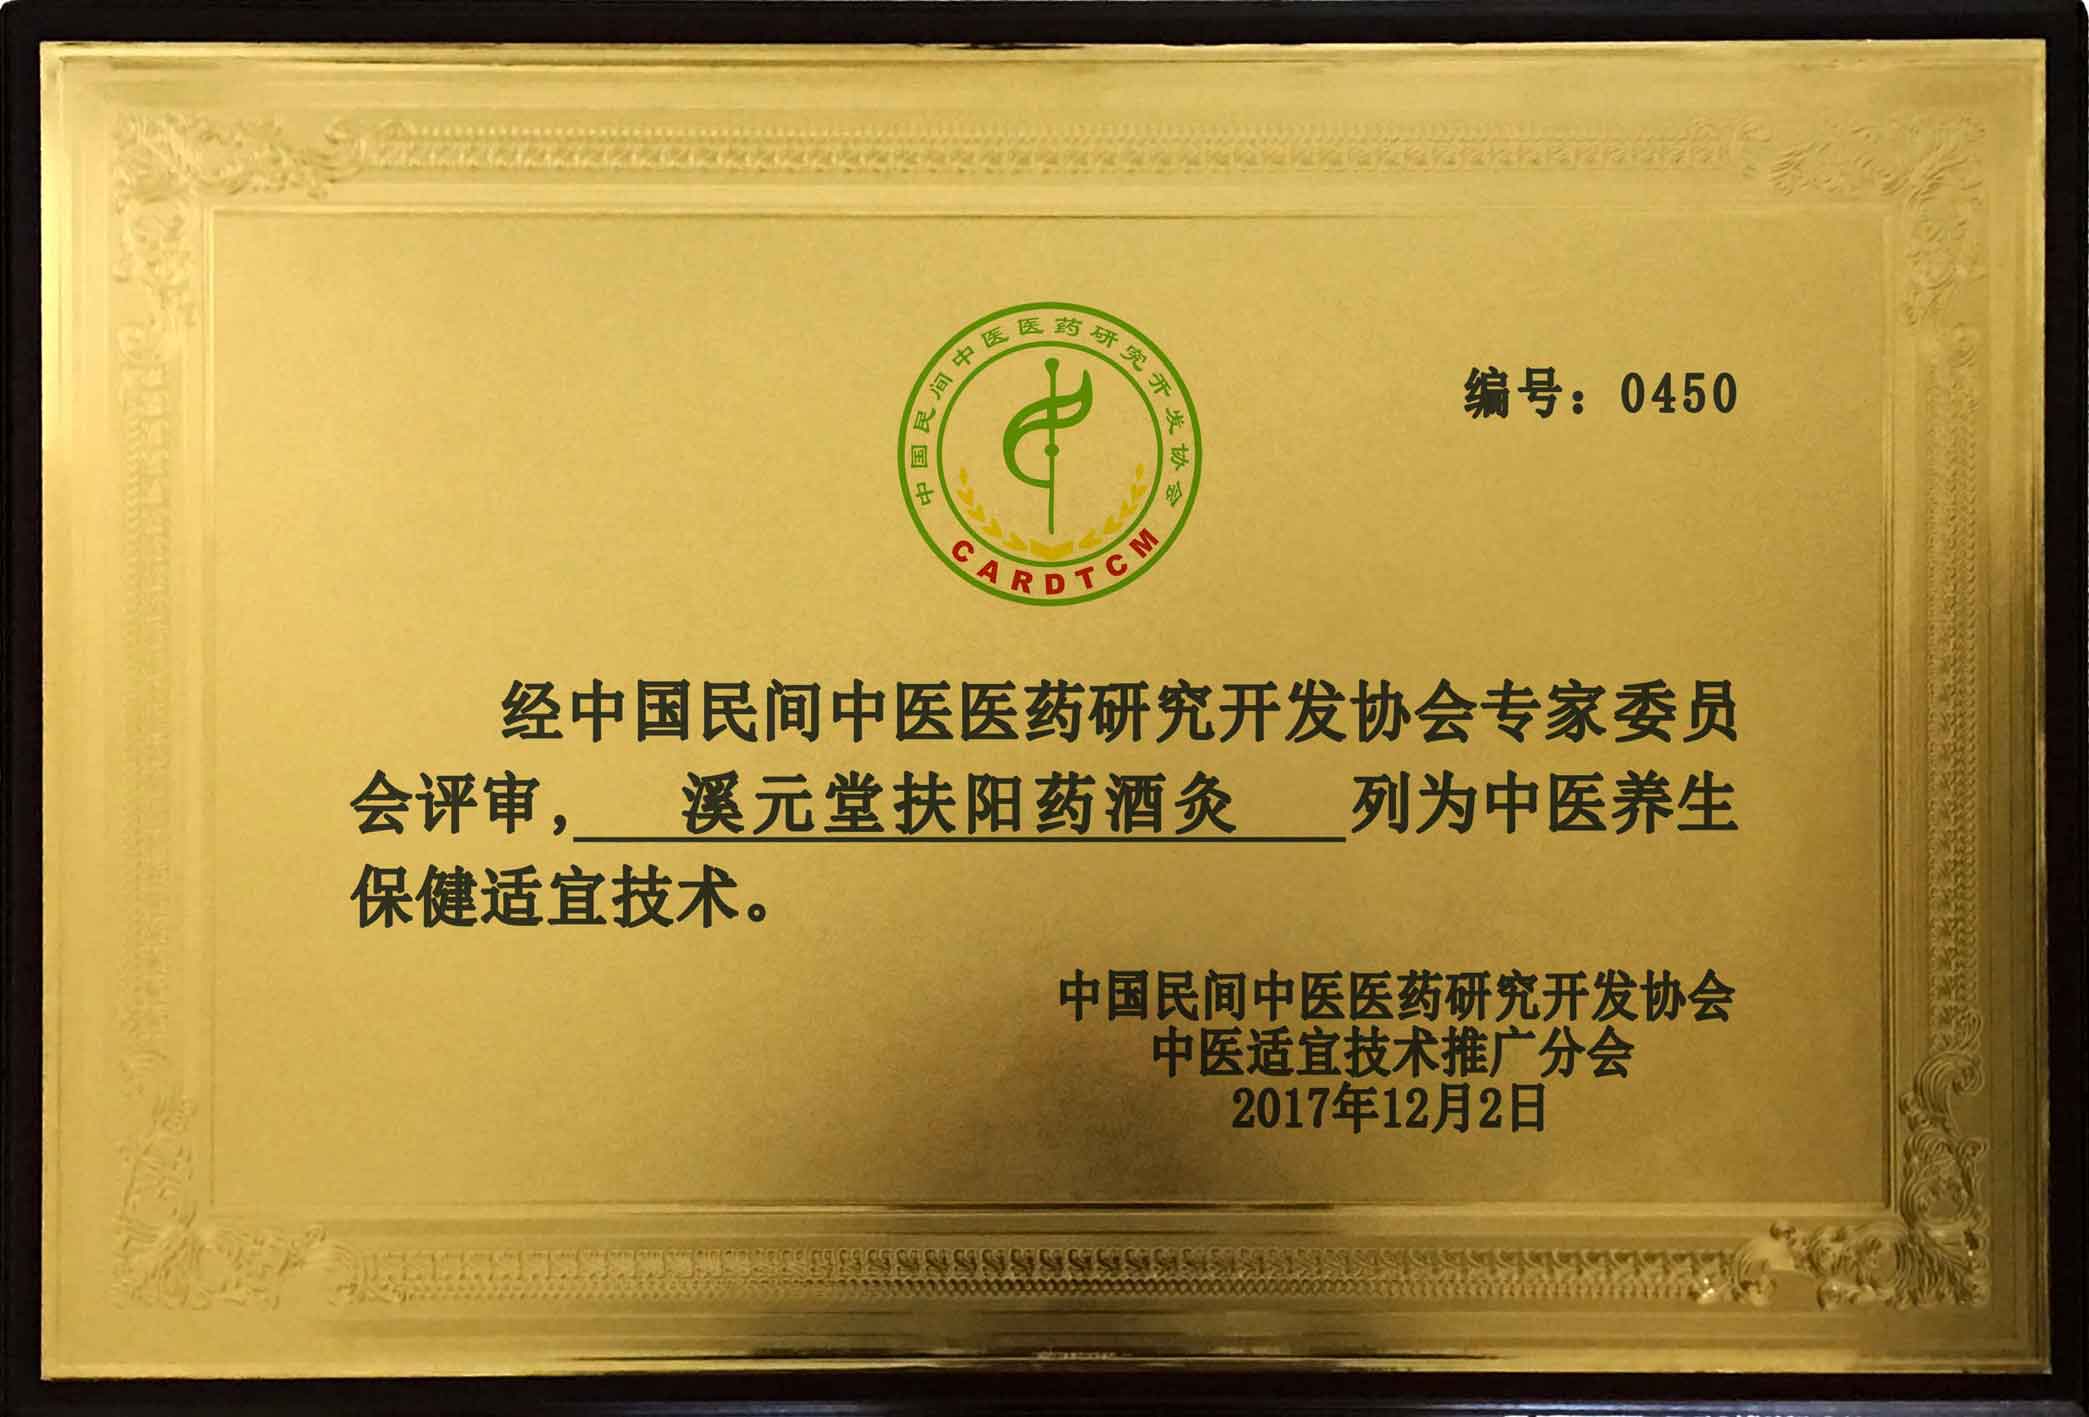 中国民间中医医药研究开发协会
CARDTCM
编号：0450
经中国民间中医医药研究开发协会专家委员
会评审，溪元堂扶阳药酒灸列为中医养生
保健适宜技术。
中国民间中医医药研究开发协会
中医适宜技术推广分会
2017年12月2日